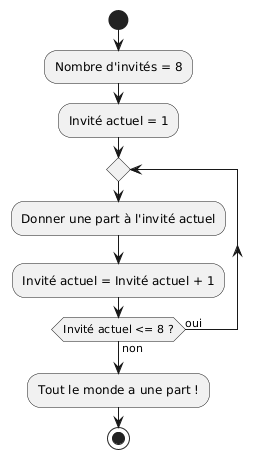 Nombre d'invités = 8
Invité actuel = 1
Donner une part à l'invité actuel
Invité actuel = Invité actuel + 1
Invité actuel <= 8 ?
oui
non
Tout le monde a une part !